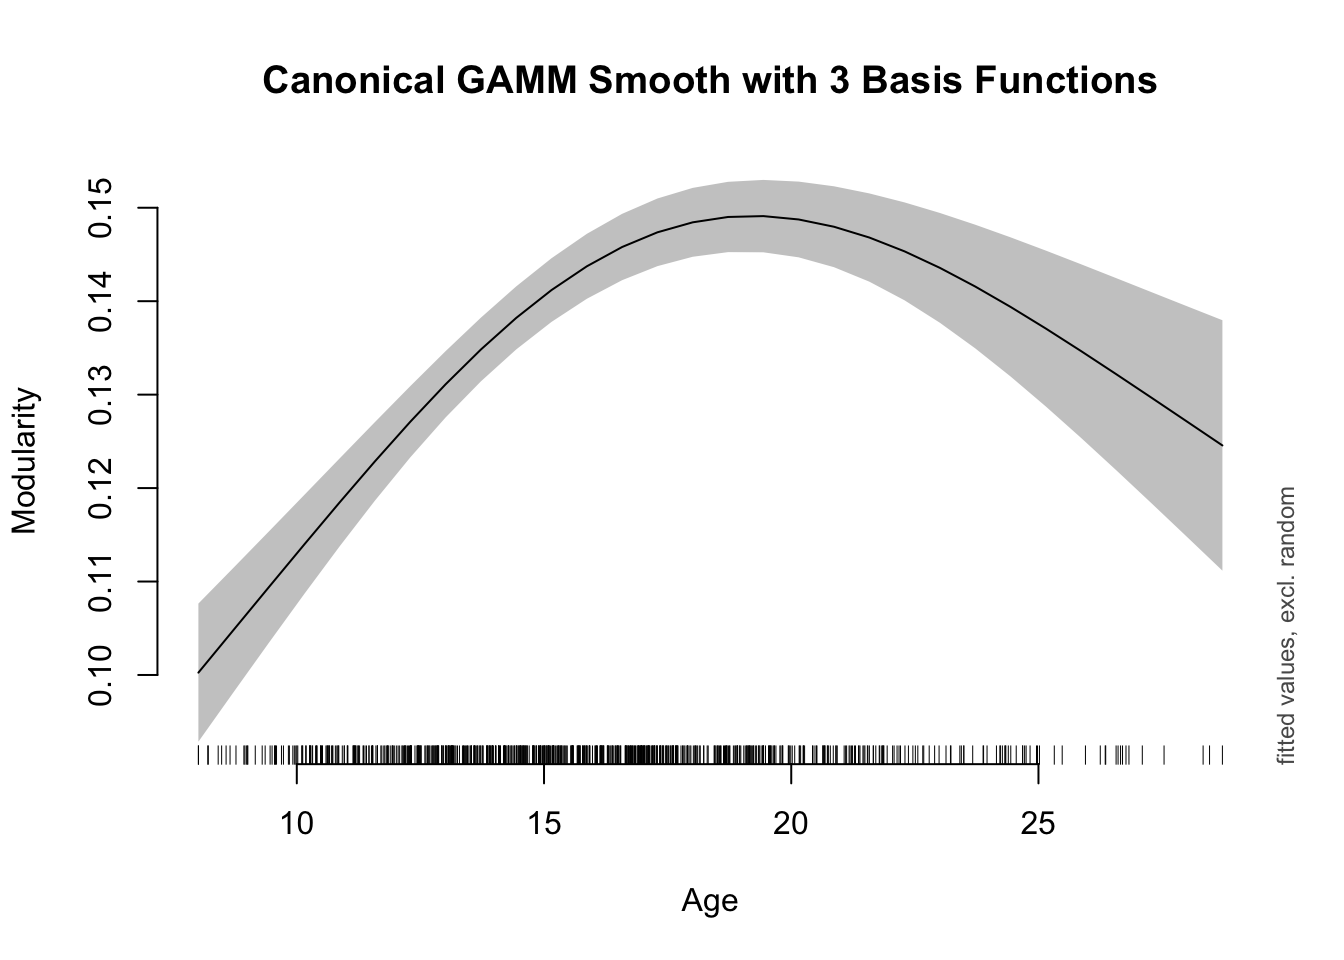 Canonical GAMM Smooth with 3 Basis Functions
0.15
0.14
0.13
0.12
0.11
0.10
Modularity
10 15 20 25
Age
fitted values, excl. random